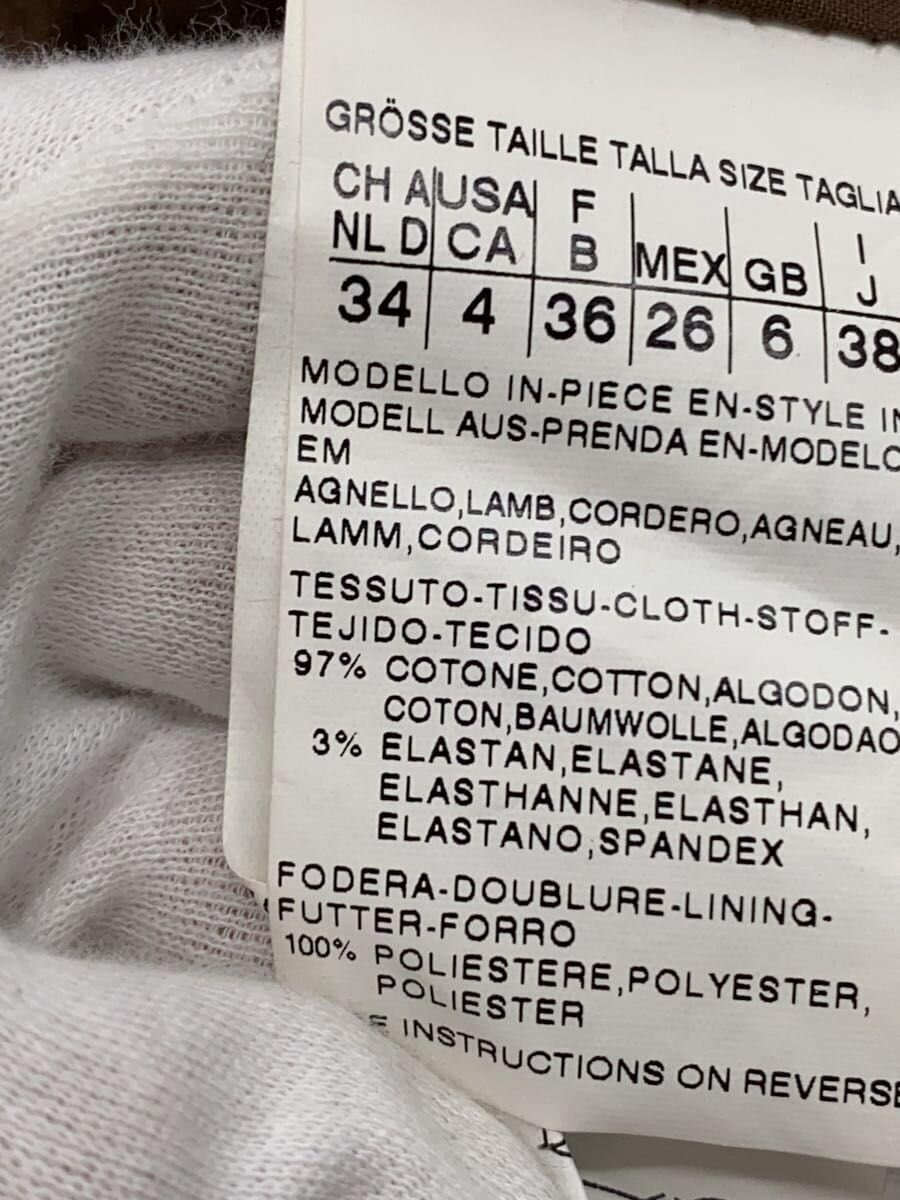 GRÖSSE TAILLE TALLA SIZE TAGLIA
CH A USA F I
NL D CA B MEX GB J
34 4 36 26 6 38
MODELLO IN-PIECE EN-STYLE IN
MODELL AUS-PRENDA EN-MODELO
EM
AGNELLO,LAMB,CORDERO,AGNEAU,
LAMM,CORDEIRO
TESSUTO-TISSU-CLOTH-STOFF-
TEJIDO-TECIDO
97% COTONE,COTTON,ALGODON,
COTON,BAUMWOLLE,ALGODAO
3% ELASTAN,ELASTANE,
ELASTHANNE,ELASTHAN,
ELASTANO,SPANDEX
FODERA-DOUBLURE-LINING-
FUTTER-FORRO
100% POLIESTERE,POLYESTER,
POLIESTER
INSTRUCTIONS ON REVERSE